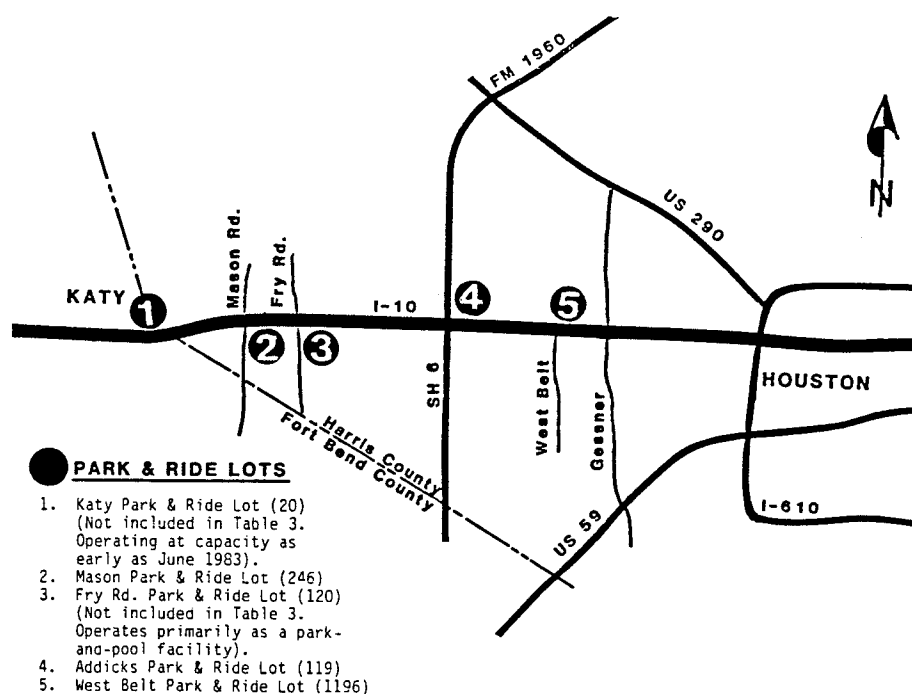 FM 1960
N
US 290
Mason Rd.
Fry Rd.
KATY
1
I-10
4
5
2
3
SH 6
West Belt
Gessner
HOUSTON
Harris County
Fort Bend County
US 59
I-610
PARK & RIDE LOTS
1. Katy Park & Ride Lot (20)
(Not included in Table 3.
Operating at capacity as
early as June 1983).
2. Mason Park & Ride Lot (246)
3. Fry Rd. Park & Ride Lot (120)
(Not included in Table 3.
Operates primarily as a park-
and-pool facility).
4. Addicks Park & Ride Lot (119)
5. West Belt Park & Ride Lot (1196)